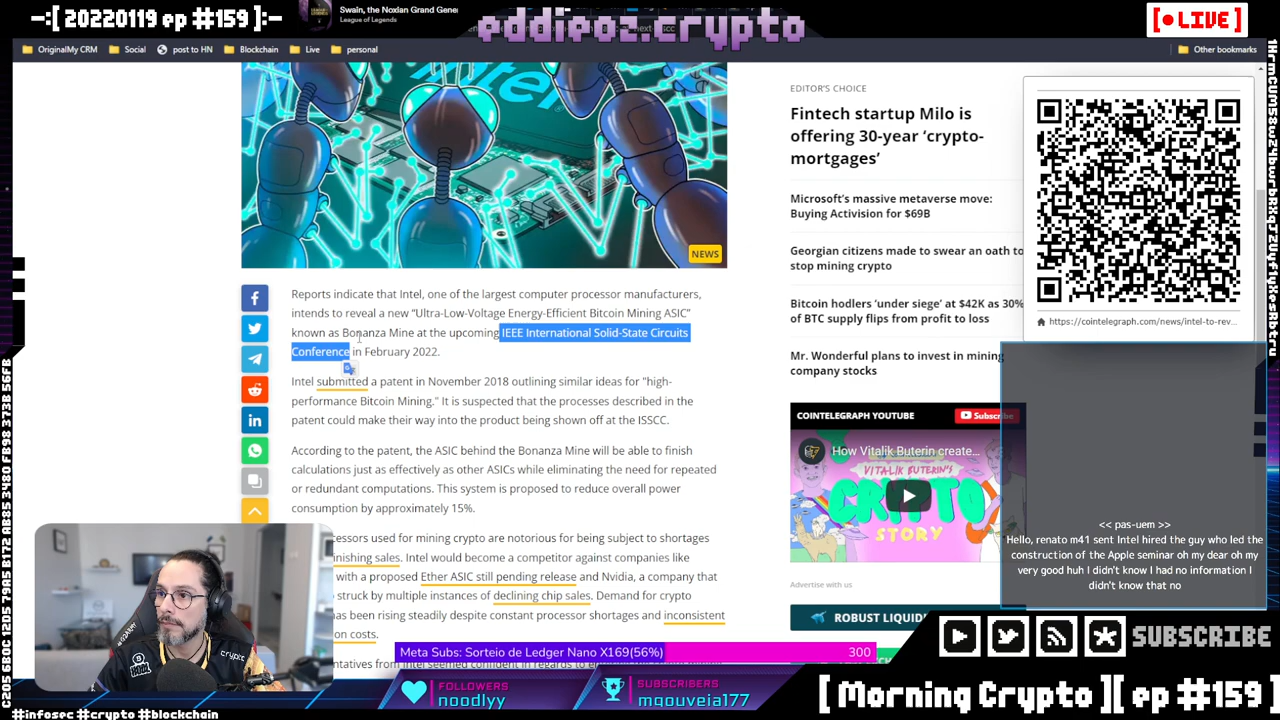 -:[ 20220119 ep #159 ]:-
Swain, the Noxian Grand Gener
League of Legends
eddieoz.crypto
[ ● LIVE ]
OriginalMy CRM
Social
post to HN
Blockchain
Live
personal
Other bookmarks
NEWS
Reports indicate that Intel, one of the largest computer processor manufacturers,
intends to reveal a new “Ultra-Low-Voltage Energy-Efficient Bitcoin Mining ASIC”
known as Bonanza Mine at the upcoming IEEE International Solid-State Circuits
Conference in February 2022.
Intel submitted a patent in November 2018 outlining similar ideas for "high-
performance Bitcoin Mining." It is suspected that the processes described in the
patent could make their way into the product being shown off at the ISSCC.
According to the patent, the ASIC behind the Bonanza Mine will be able to finish
calculations just as effectively as other ASICs while eliminating the need for repeated
or redundant computations. This system is proposed to reduce overall power
consumption by approximately 15%.
used for mining crypto are notorious for being subject to shortages
sales. Intel would become a competitor against companies like
with a proposed Ether ASIC still pending release and Nvidia, a company that
struck by multiple instances of declining chip sales. Demand for crypto
has been rising steadily despite constant processor shortages and inconsistent
costs.
from Intel seemed confident in regards to
EDITOR'S CHOICE
Fintech startup Milo is
offering 30-year ‘crypto-
mortgages’
Microsoft’s massive metaverse move:
Buying Activision for $69B
Georgian citizens made to swear an oath to
stop mining crypto
Bitcoin hodlers ‘under siege’ at $42K as 30%
of BTC supply flips from profit to loss
Mr. Wonderful plans to invest in mining
company stocks
COINTELEGRAPH YOUTUBE
Subscribe
How Vitalik Buterin create...
VITALIK BUTERIN'S
CRYPTO
STORY
Advertise with us
ROBUST LIQUID
https://cointelegraph.com/news/intel-to-rev...
<< pas-uem >>
Hello, renato m41 sent Intel hired the guy who led the
construction of the Apple seminar oh my dear oh my
very good huh I didn't know I had no information I
didn't know that no
Meta Subs: Sorteio de Ledger Nano X169(56%)
300
SUBSCRIBE
FOLLOWERS
noodlyy
SUBSCRIBERS
mgouveia177
[ Morning Crypto ][ ep #159 ]
#infosec #crypto #blockchain